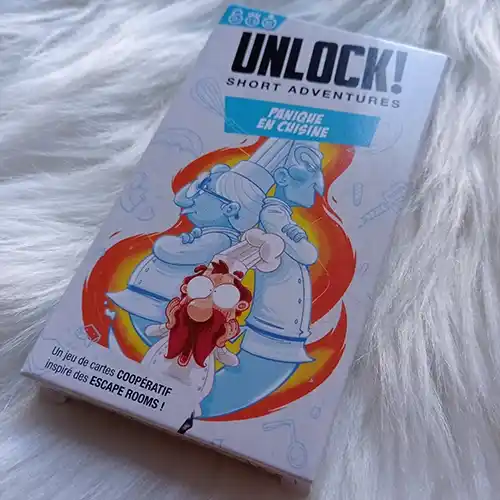 UNLOCK!
SHORT ADVENTURES
PANIQUE
EN CUISINE
Un jeu de cartes COOPÉRATIF
inspiré des ESCAPE ROOMS !